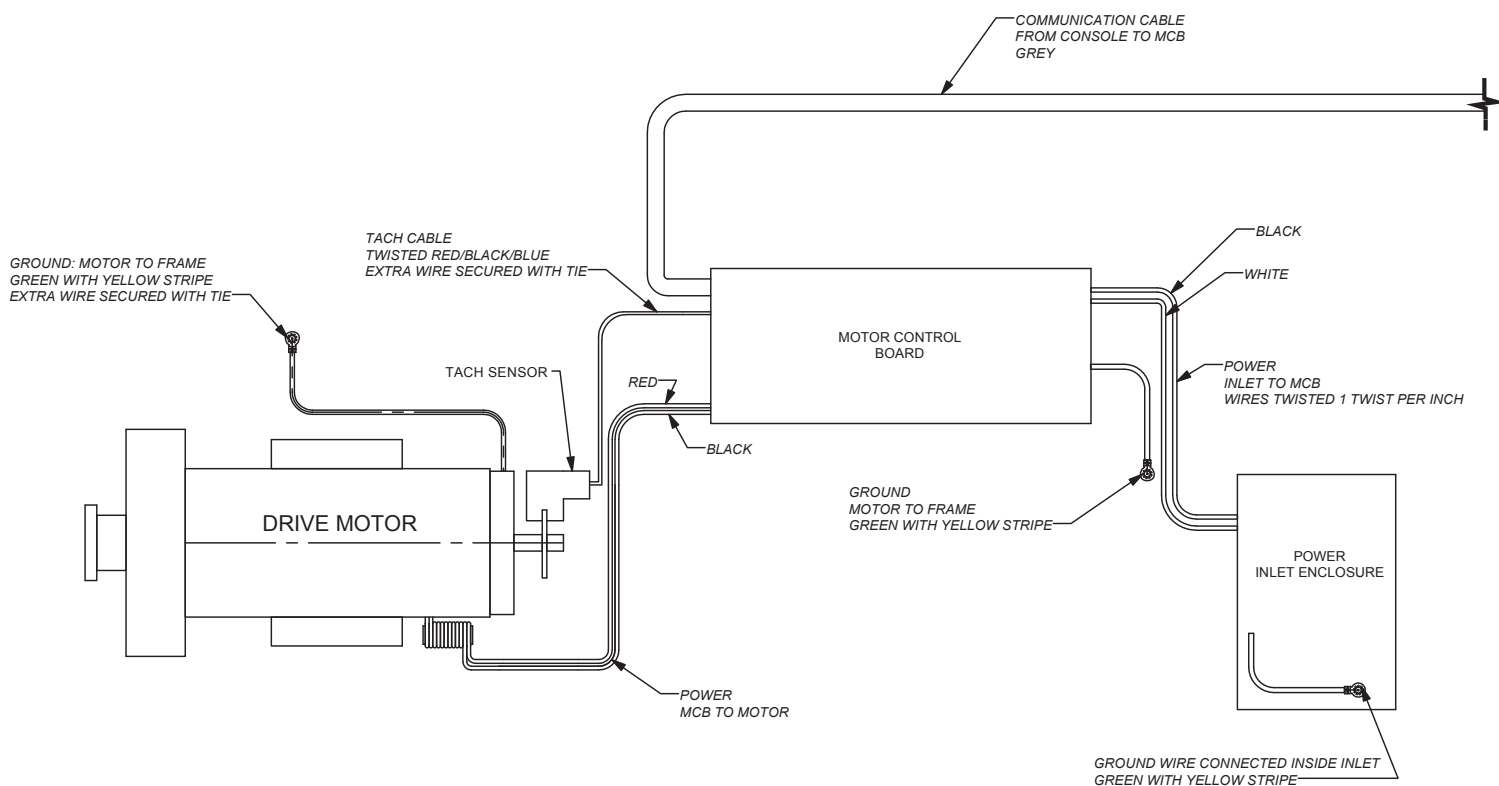 COMMUNICATION CABLE
FROM CONSOLE TO MCB
GREY
TACH CABLE
TWISTED RED/BLACK/BLUE
EXTRA WIRE SECURED WITH TIE
BLACK
WHITE
GROUND: MOTOR TO FRAME
GREEN WITH YELLOW STRIPE
EXTRA WIRE SECURED WITH TIE
MOTOR CONTROL
BOARD
TACH SENSOR
RED
BLACK
POWER
INLET TO MCB
WIRES TWISTED 1 TWIST PER INCH
GROUND
MOTOR TO FRAME
GREEN WITH YELLOW STRIPE
DRIVE MOTOR
POWER
INLET ENCLOSURE
POWER
MCB TO MOTOR
GROUND WIRE CONNECTED INSIDE INLET
GREEN WITH YELLOW STRIPE